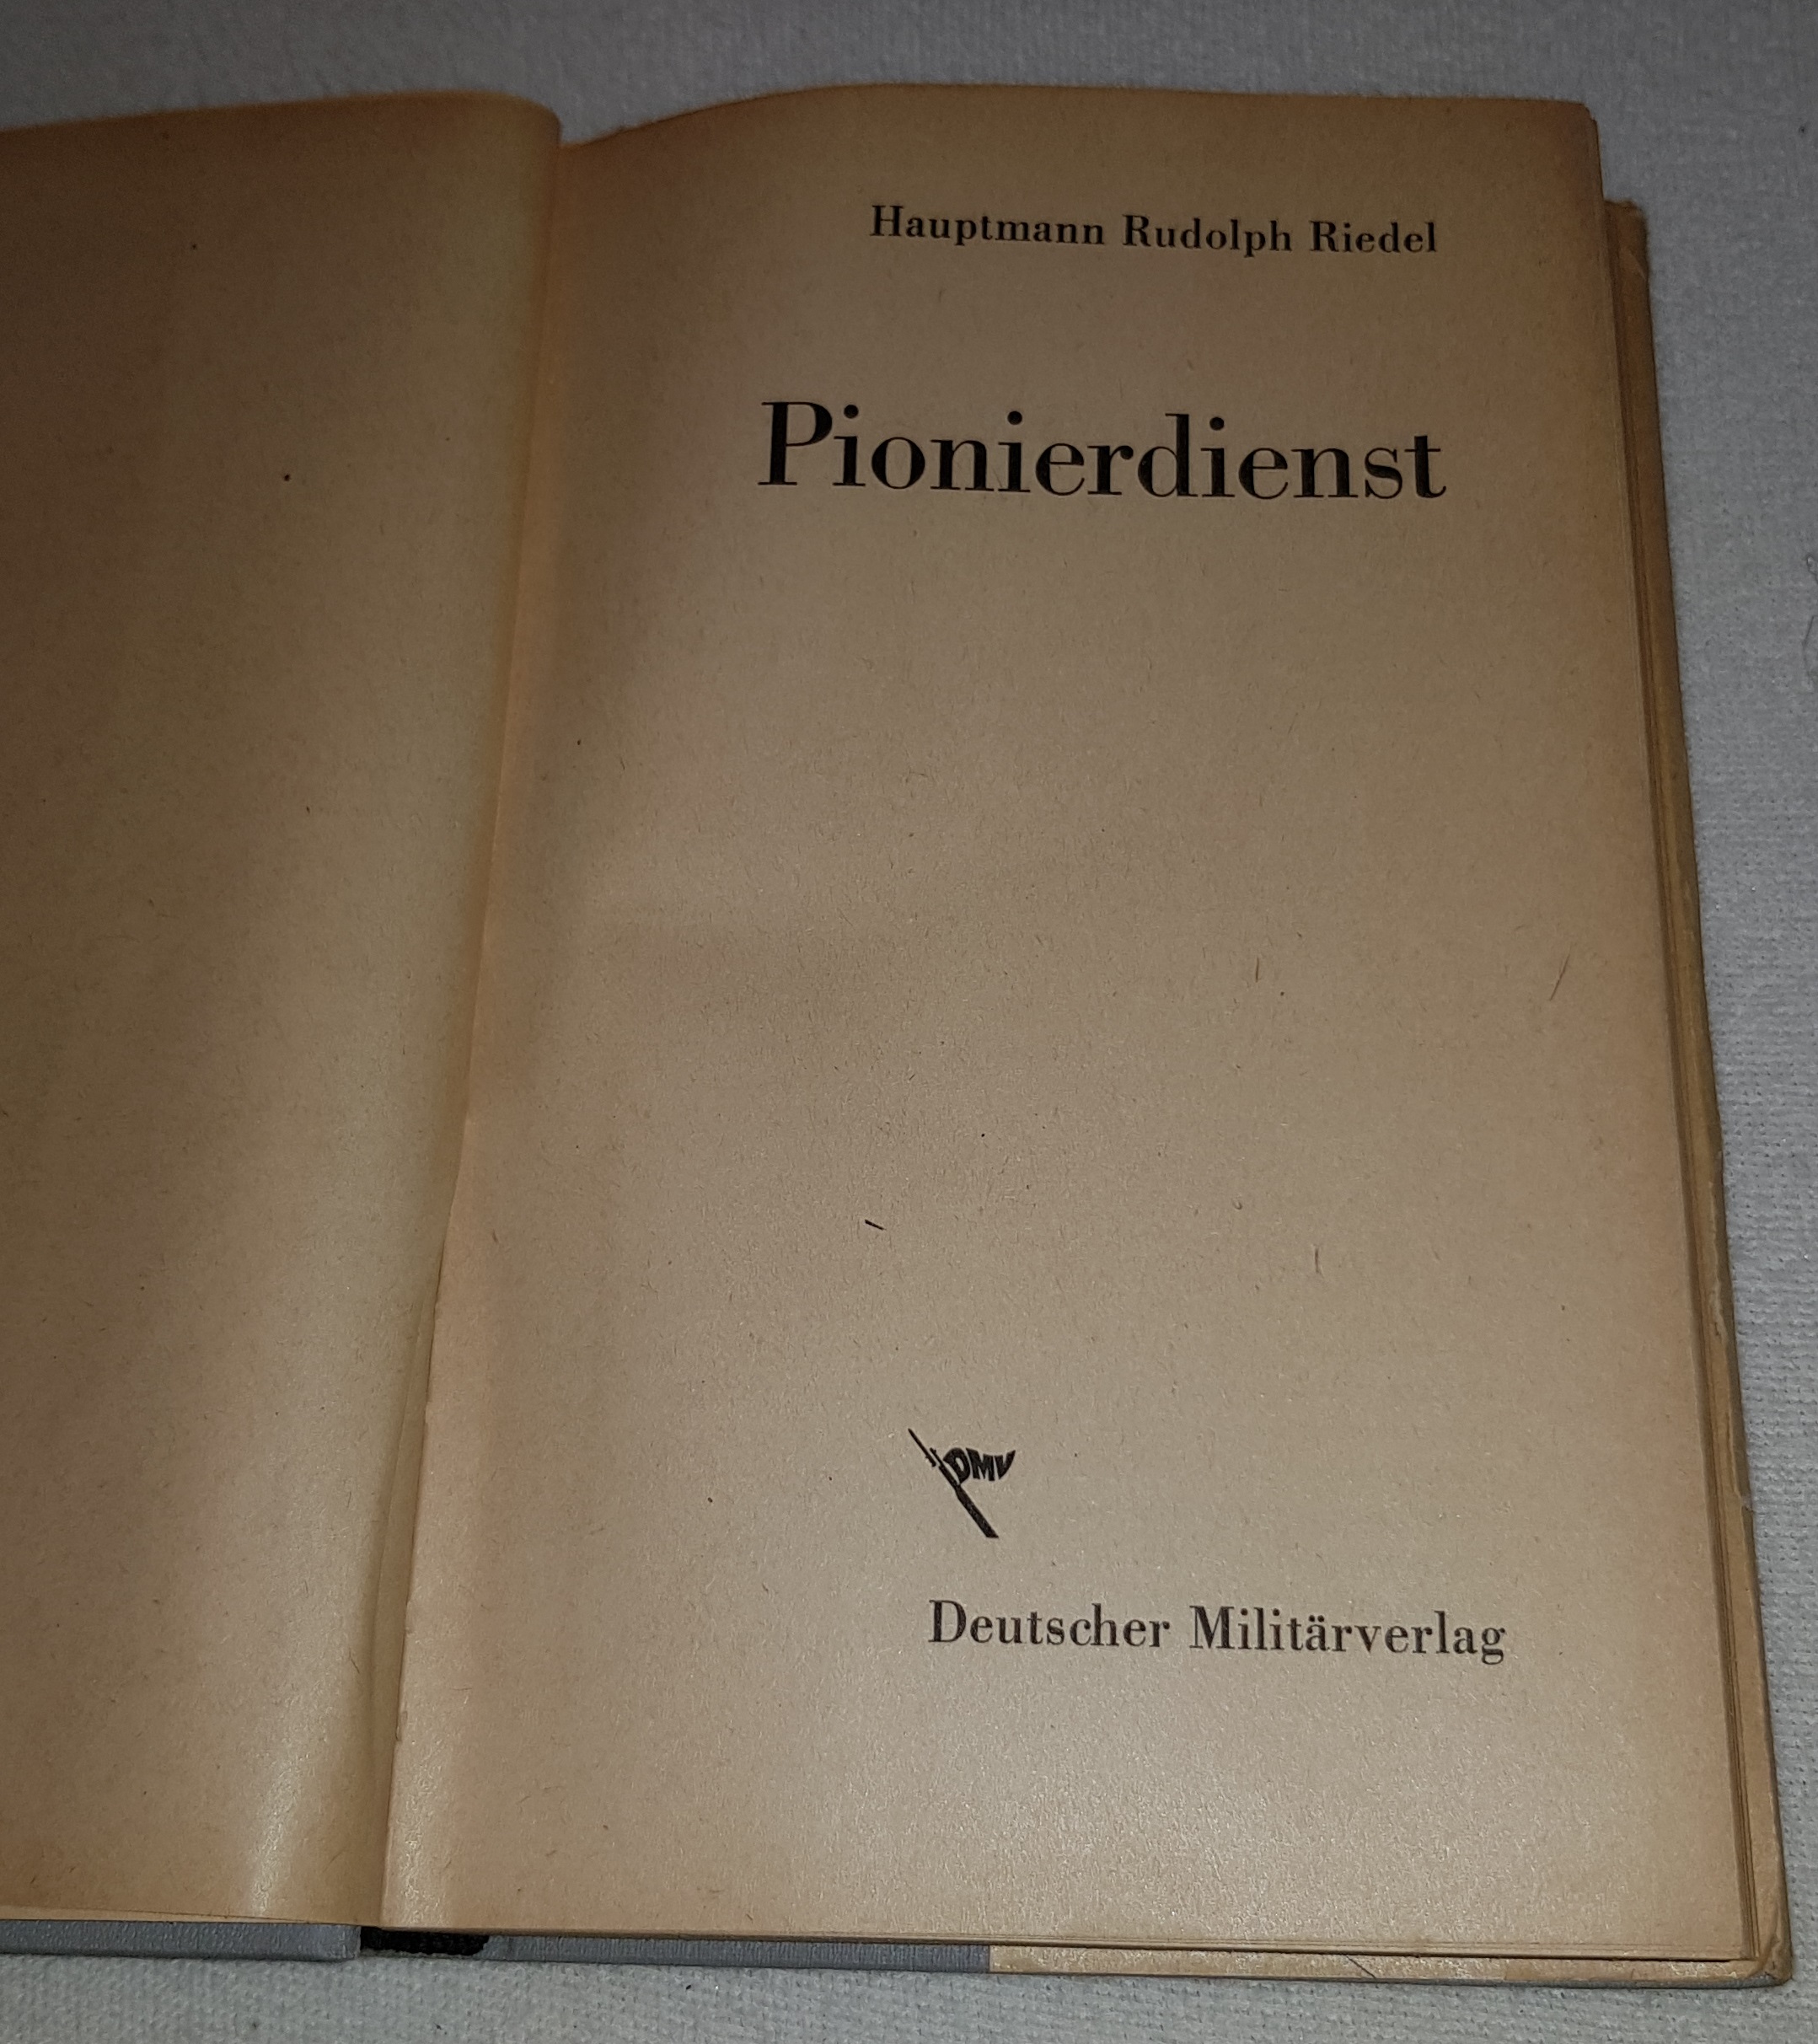 Hauptmann Rudolph Riedel
Pionierdienst
DMV
Deutscher Militärverlag